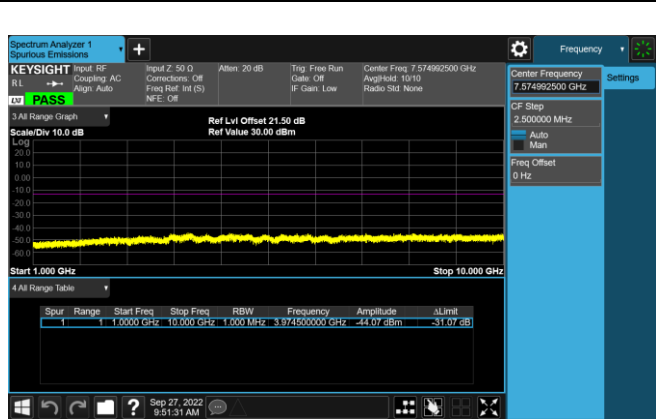 Spectrum Analyzer 1
Spurious Emissions
Frequency
KEYSIGHT
RL
LXI
PASS
Input: RF
Coupling: AC
Align: Auto
Input Z: 50 Ω
Corrections: Off
Freq Ref: Int (S)
NFE: Off
Atten: 20 dB
Trig: Free Run
Gate: Off
IF Gain: Low
Center Freq: 7.574992500 GHz
Avg|Hold: 10/10
Radio Std: None
Center Frequency
7.574992500 GHz
Settings
CF Step
2.500000 MHz
Auto
Man
Freq Offset
0 Hz
3 All Range Graph
Scale/Div 10.0 dB
Ref Lvl Offset 21.50 dB
Ref Value 30.00 dBm
Log
20.0
10.0
0.00
-10.0
-20.0
-30.0
-40.0
-50.0
-60.0
Start 1.000 GHz
Stop 10.000 GHz
4 All Range Table
Spur Range Start Freq Stop Freq RBW Frequency Amplitude ΔLimit
1 1 1.0000 GHz 10.000 GHz 1.000 MHz 3.974500000 GHz -44.07 dBm -31.07 dB
?
Sep 27, 2022
9:51:31 AM